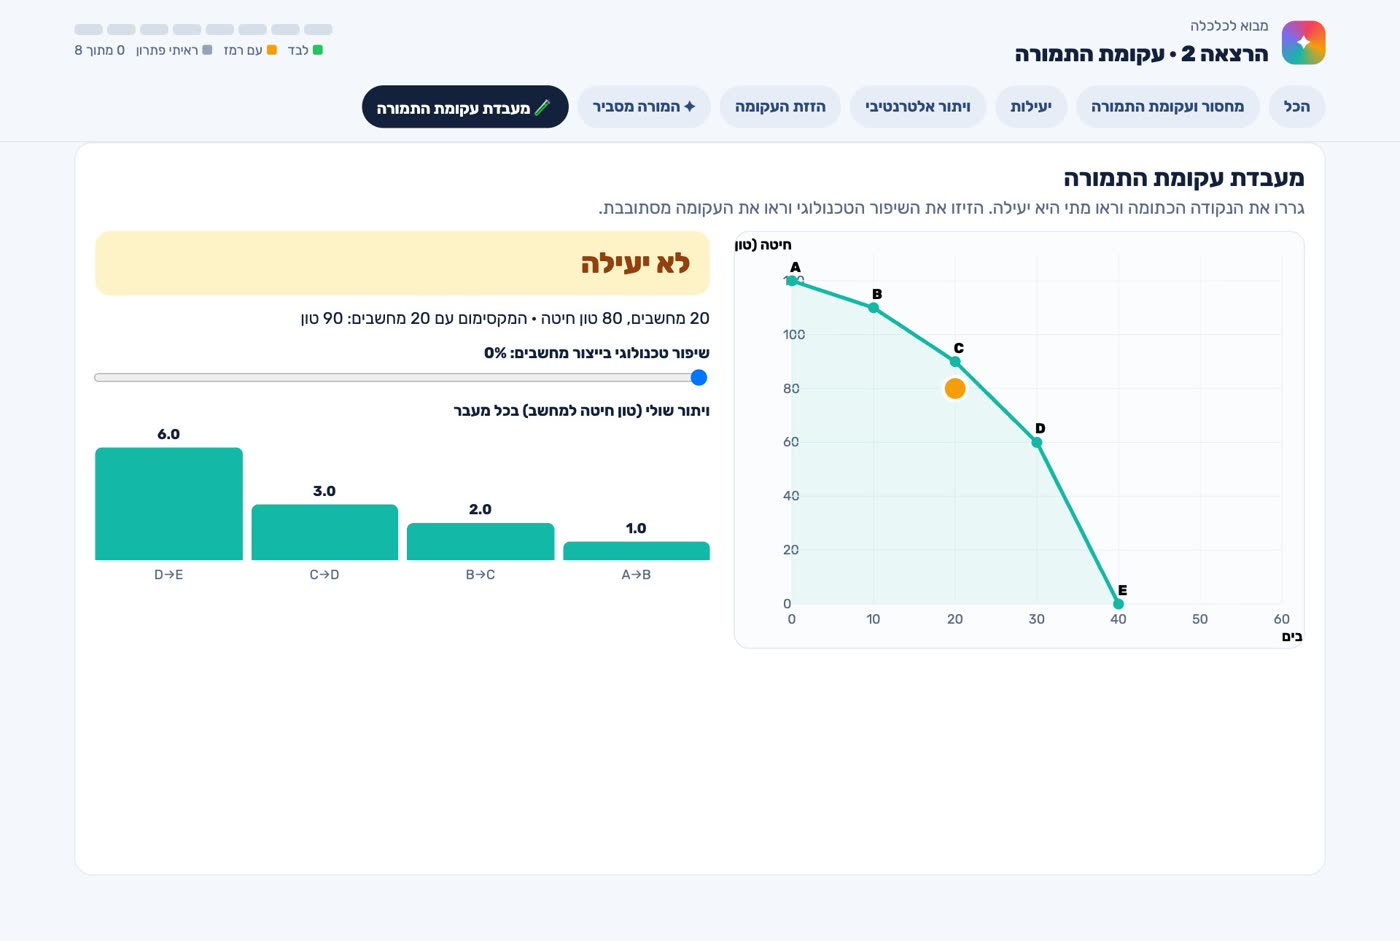 מבוא לכלכלה
הרצאה 2 • עקומת התמורה
לבד עם רמז ראיתי פתרון 0 מתוך 8
הכל
מחסור ועקומת התמורה
יעילות
ויתור אלטרנטיבי
הזזת העקומה
✦ המורה מסביר
מעבדת עקומת התמורה
מעבדת עקומת התמורה
גררו את הנקודה הכתומה וראו מתי היא יעילה. הזיזו את השיפור הטכנולוגי וראו את העקומה מסתובבת.
חיטה (טון
A
B
100
C
80
D
60
40
20
E
0
0 10 20 30 40 50 60
בים
לא יעילה
20 מחשבים, 80 טון חיטה • המקסימום עם 20 מחשבים: 90 טון
שיפור טכנולוגי בייצור מחשבים: 0%
ויתור שולי (טון חיטה למחשב) בכל מעבר
6.0 3.0 2.0 1.0
D→E C→D B→C A→B